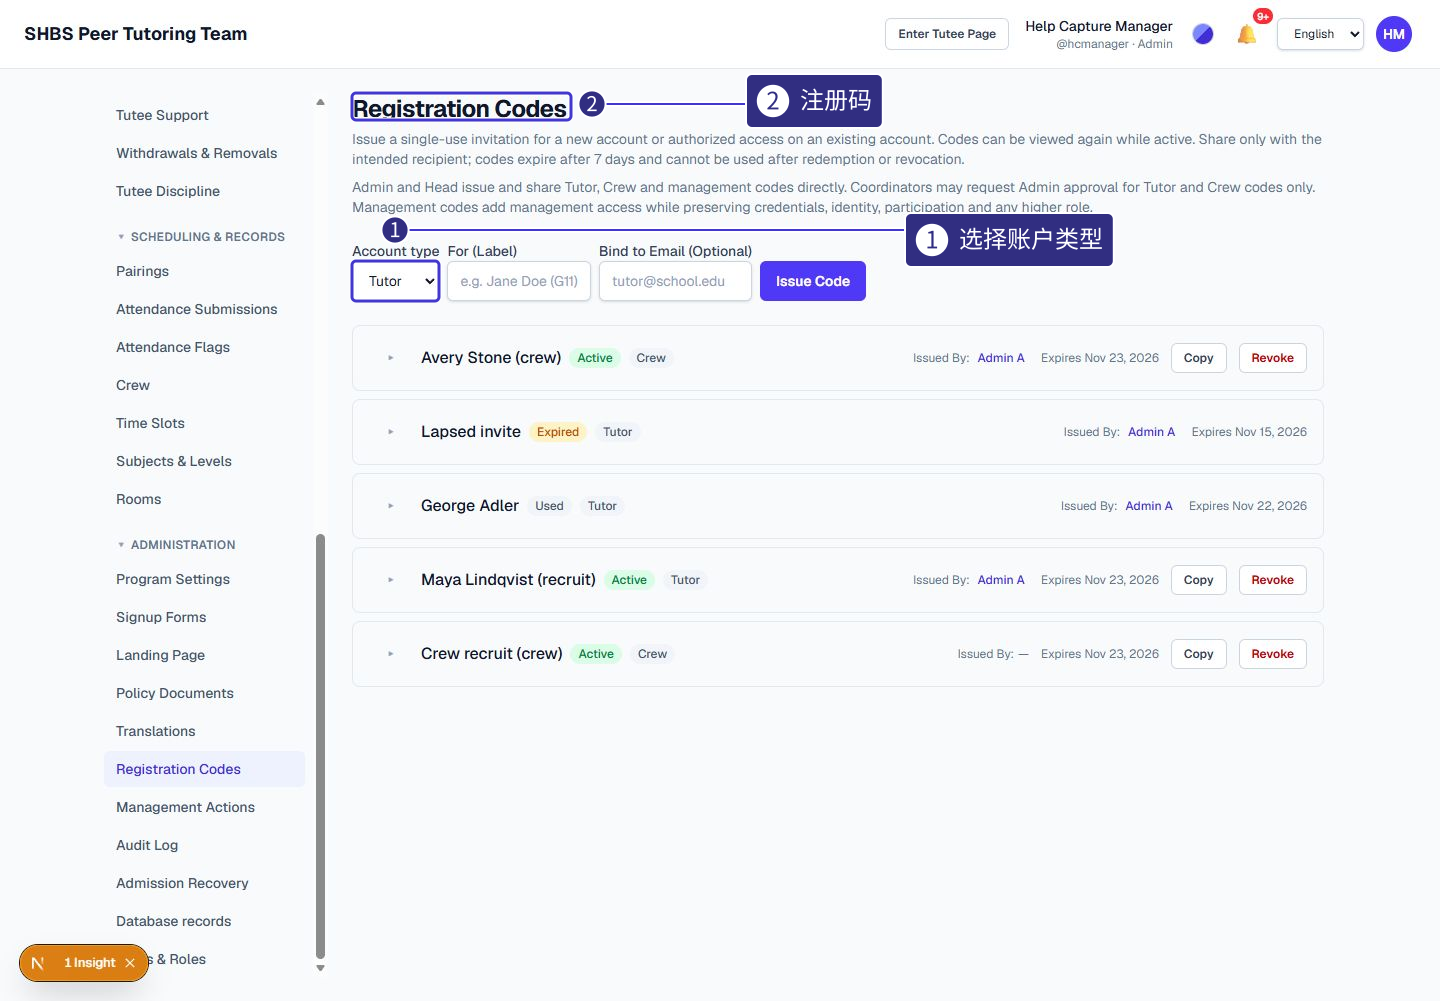 SHBS Peer Tutoring Team
Enter Tutee Page
Help Capture Manager
@hcmanager · Admin
9+
English
HM
Tutee Support
Withdrawals & Removals
Tutee Discipline
SCHEDULING & RECORDS
Pairings
Attendance Submissions
Attendance Flags
Crew
Time Slots
Subjects & Levels
Rooms
ADMINISTRATION
Program Settings
Signup Forms
Landing Page
Policy Documents
Translations
Registration Codes
Management Actions
Audit Log
Admission Recovery
Database records
s & Roles
1 Insight
Registration Codes
2
2 注册码
Issue a single-use invitation for a new account or authorized access on an existing account. Codes can be viewed again while active. Share only with the
intended recipient; codes expire after 7 days and cannot be used after redemption or revocation.
Admin and Head issue and share Tutor, Crew and management codes directly. Coordinators may request Admin approval for Tutor and Crew codes only.
Management codes add management access while preserving credentials, identity, participation and any higher role.
1
1 选择账户类型
Account type For (Label) Bind to Email (Optional)
Tutor e.g. Jane Doe (G11) tutor@school.edu Issue Code
Avery Stone (crew) Active Crew Issued By: Admin A Expires Nov 23, 2026 Copy Revoke
Lapsed invite Expired Tutor Issued By: Admin A Expires Nov 15, 2026
George Adler Used Tutor Issued By: Admin A Expires Nov 22, 2026
Maya Lindqvist (recruit) Active Tutor Issued By: Admin A Expires Nov 23, 2026 Copy Revoke
Crew recruit (crew) Active Crew Issued By: — Expires Nov 23, 2026 Copy Revoke